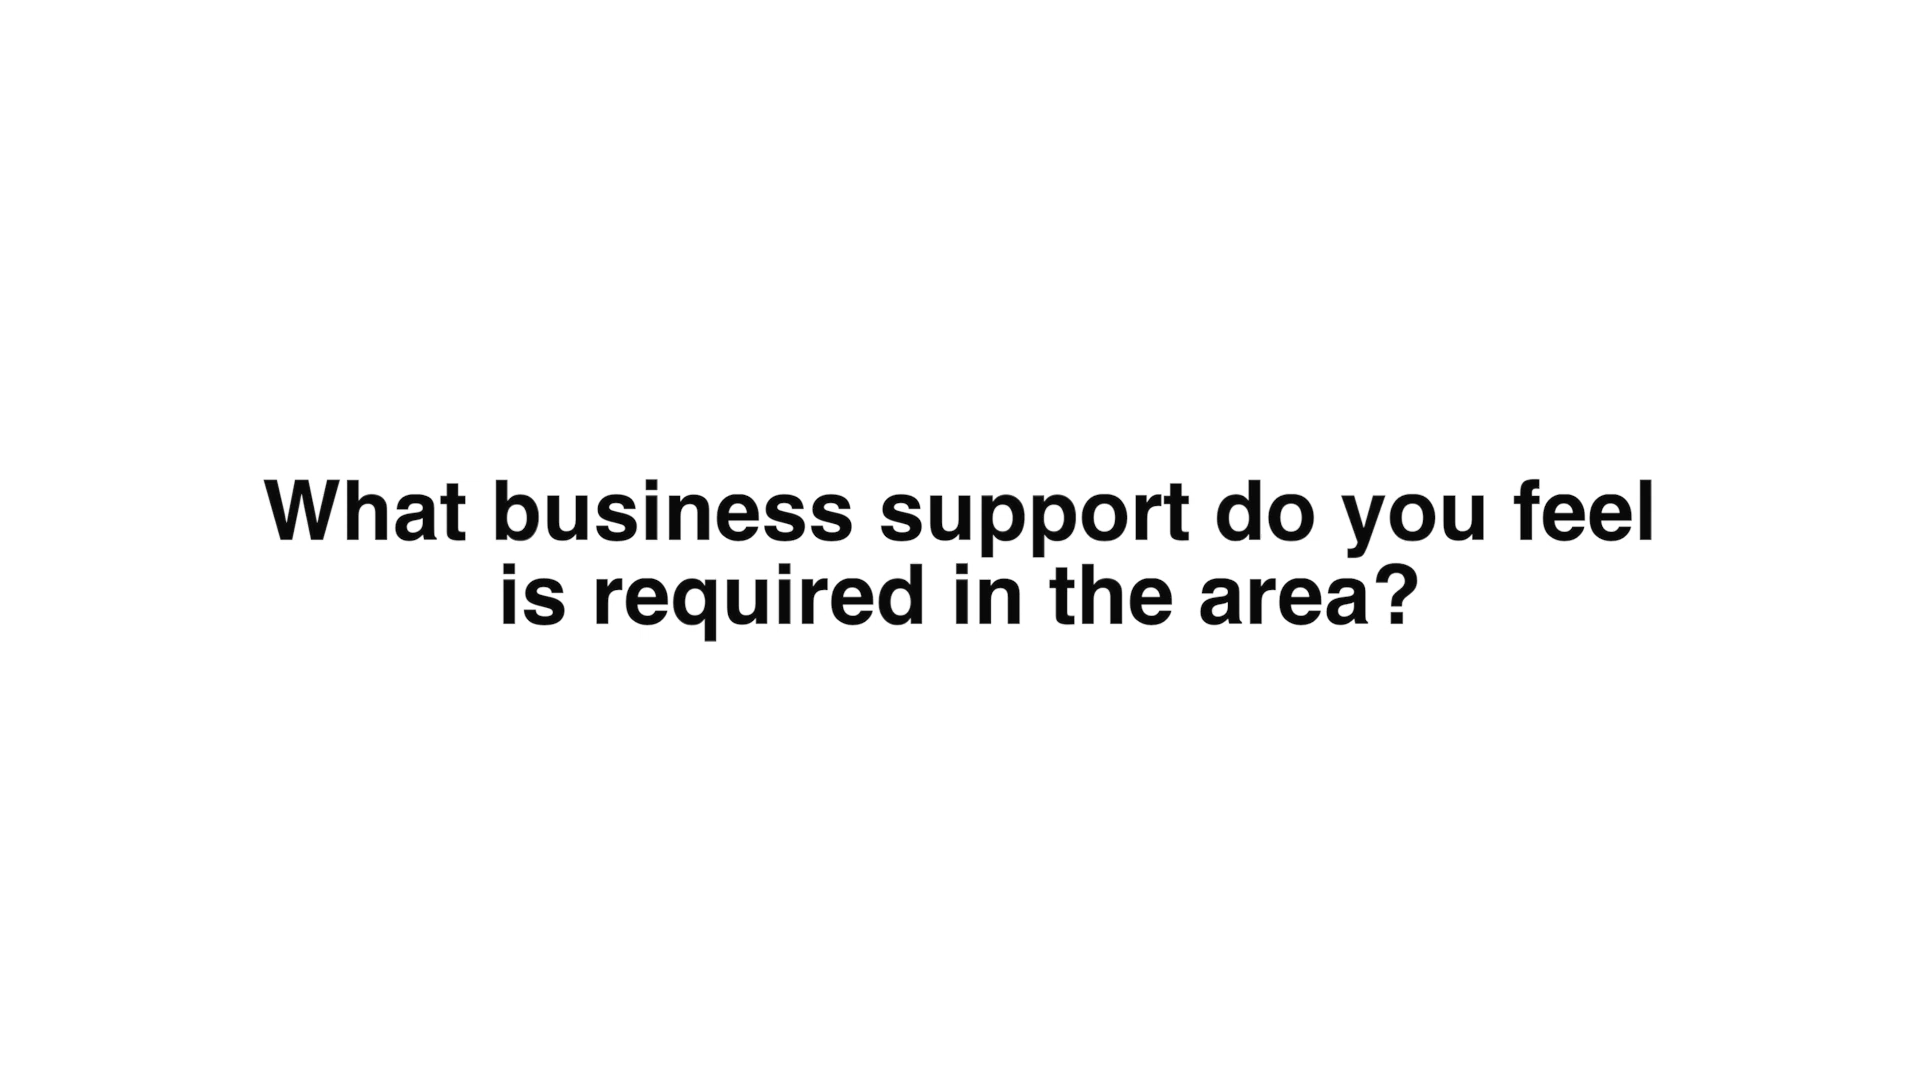 What business support do you feel
is required in the area?